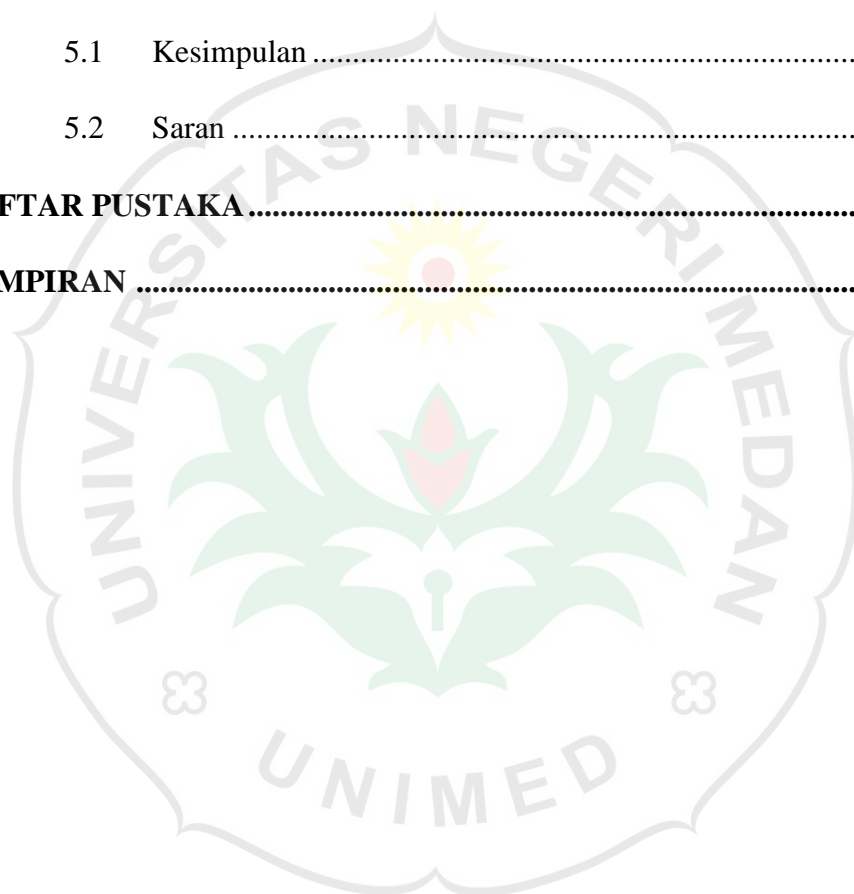 5.1 Kesimpulan ......................................................................
5.2 Saran ................................................................................
FTAR PUSTAKA .............................................................................
MPIRAN ...........................................................................................
UNIVERSITAS NEGERI MEDAN
UNIMED